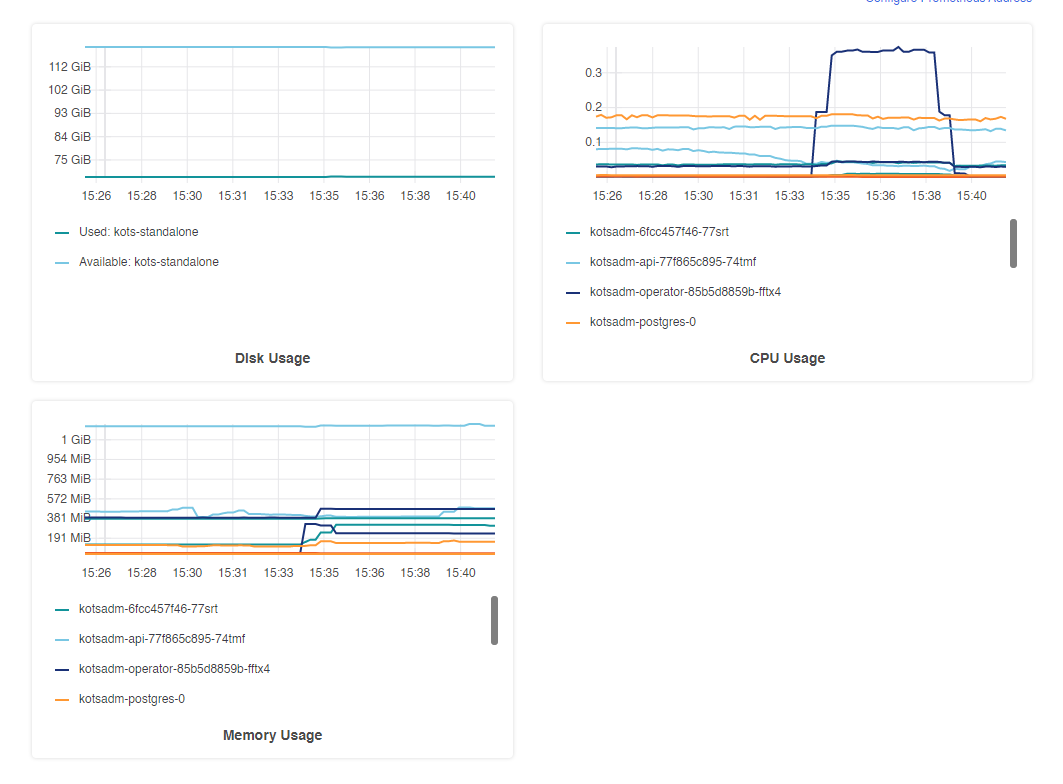 Configure Prometheus Address
112 GiB
102 GiB
93 GiB
84 GiB
75 GiB
15:26 15:28 15:30 15:31 15:33 15:35 15:36 15:38 15:40
Used: kots-standalone
Available: kots-standalone
Disk Usage
0.3
0.2
0.1
15:26 15:28 15:30 15:31 15:33 15:35 15:36 15:38 15:40
kotsadm-6fcc457f46-77srt
kotsadm-api-77f865c895-74tmf
kotsadm-operator-85b5d8859b-fftx4
kotsadm-postgres-0
CPU Usage
1 GiB
954 MiB
763 MiB
572 MiB
381 MiB
191 MiB
15:26 15:28 15:30 15:31 15:33 15:35 15:36 15:38 15:40
kotsadm-6fcc457f46-77srt
kotsadm-api-77f865c895-74tmf
kotsadm-operator-85b5d8859b-fftx4
kotsadm-postgres-0
Memory Usage